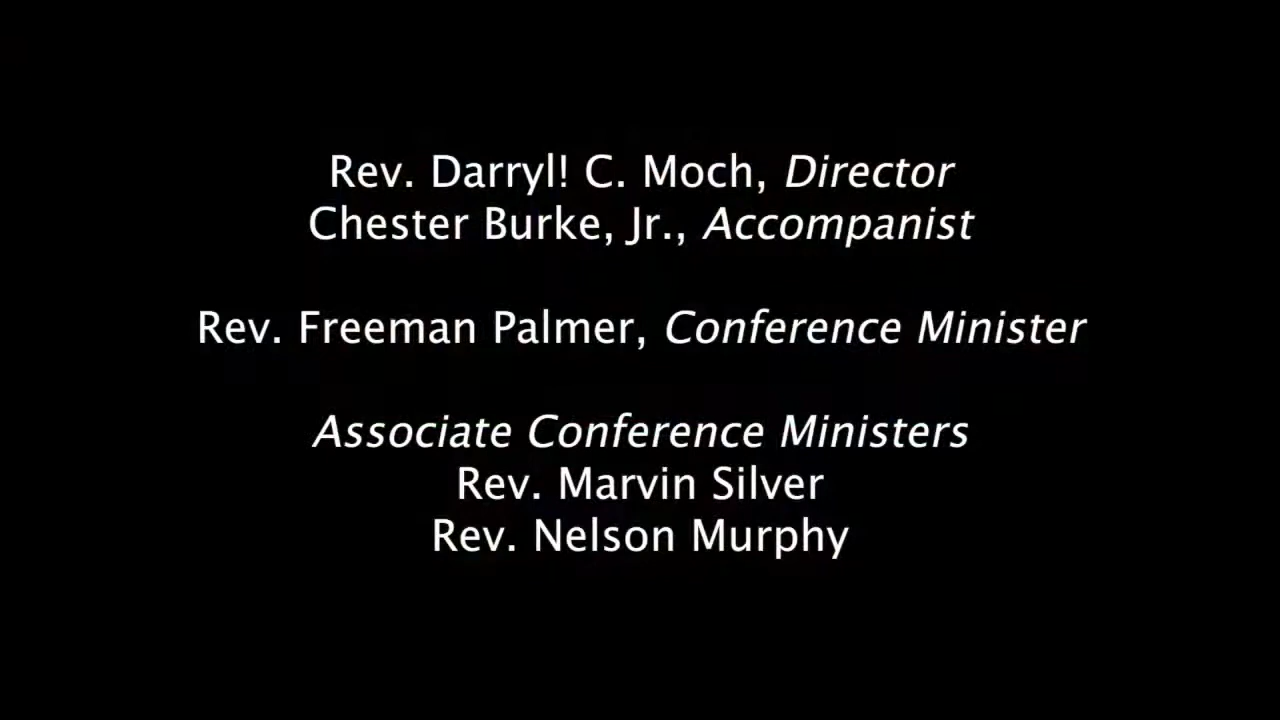 Rev. Darryl! C. Moch, Director
Chester Burke, Jr., Accompanist
Rev. Freeman Palmer, Conference Minister
Associate Conference Ministers
Rev. Marvin Silver
Rev. Nelson Murphy